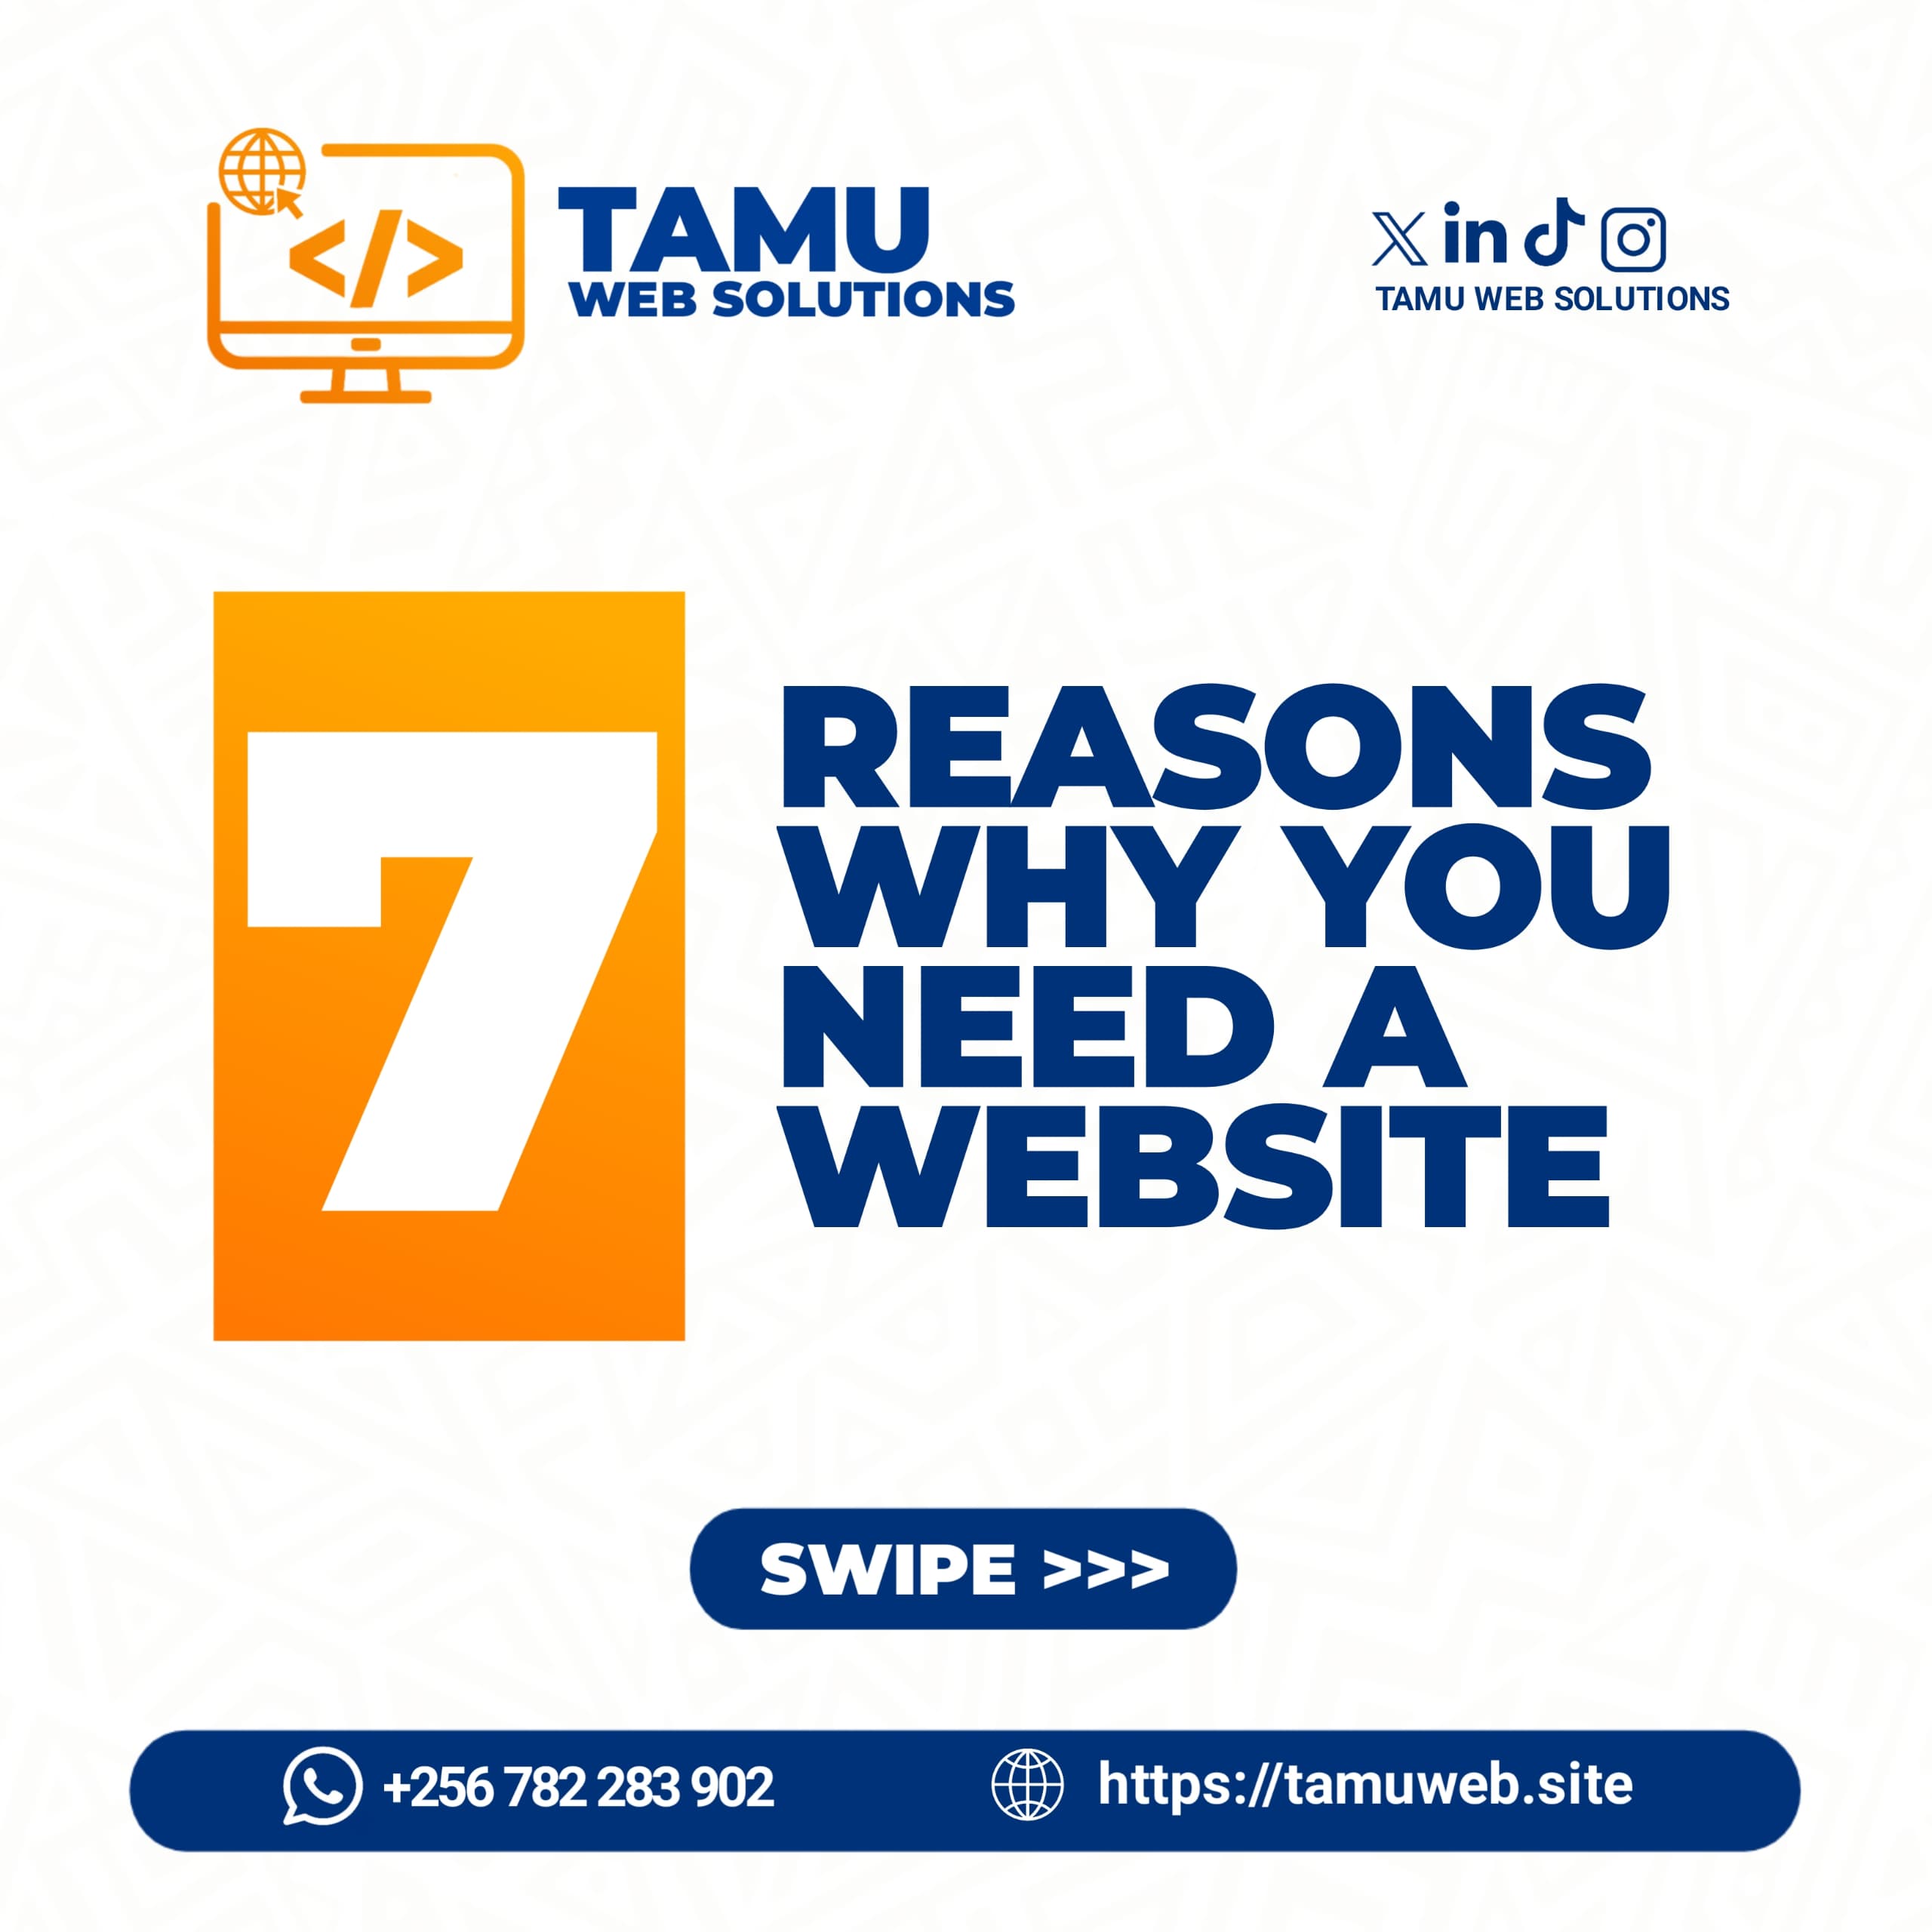 </>
TAMU
WEB SOLUTIONS
X in
TAMU WEB SOLUTIONS
7
REASONS
WHY YOU
NEED A
WEBSITE
SWIPE >>>
+256 782 283 902
https://tamuweb.site